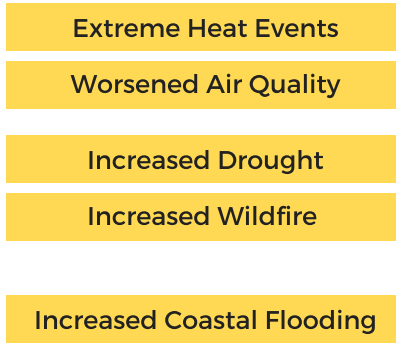 Extreme Heat Events
Worsened Air Quality
Increased Drought
Increased Wildfire
Increased Coastal Flooding